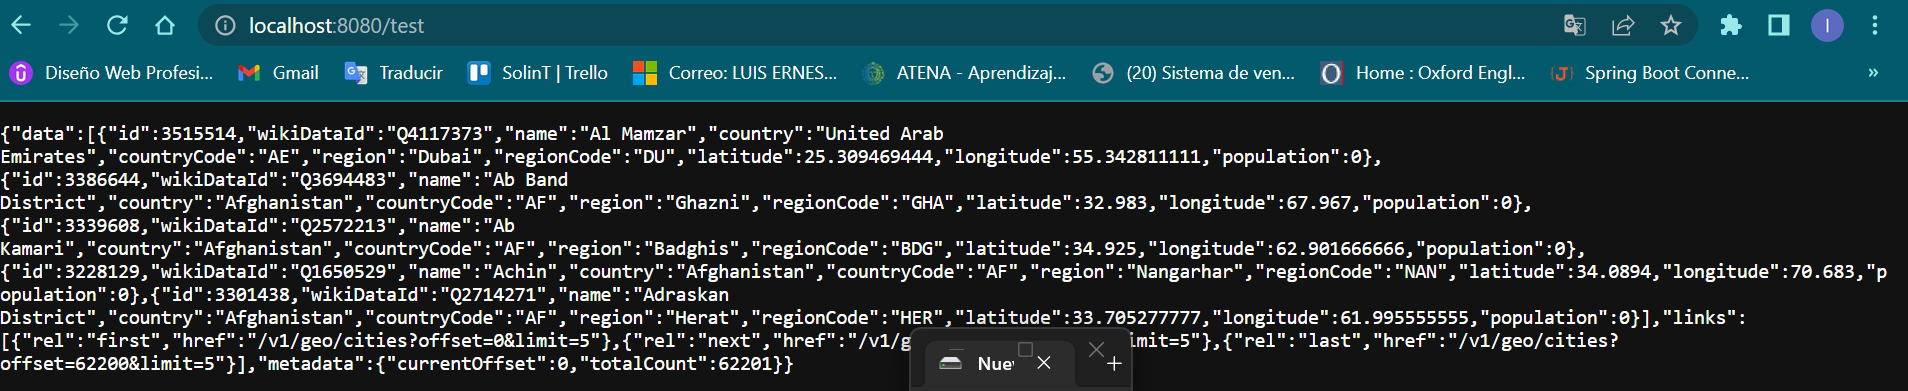 localhost:8080/test
I
Diseño Web Profesi... Gmail Traducir SolinT | Trello Correo: LUIS ERNES... ATENA - Aprendizaj... (20) Sistema de ven... Home : Oxford Engl... Spring Boot Conne... »
{"data":[{"id":3515514,"wikiDataId":"Q4117373","name":"Al Mamzar","country":"United Arab
Emirates","countryCode":"AE","region":"Dubai","regionCode":"DU","latitude":25.309469444,"longitude":55.342811111,"population":0},
{"id":3386644,"wikiDataId":"Q3694483","name":"Ab Band
District","country":"Afghanistan","countryCode":"AF","region":"Ghazni","regionCode":"GHA","latitude":32.983,"longitude":67.967,"population":0},
{"id":3339608,"wikiDataId":"Q2572213","name":"Ab
Kamari","country":"Afghanistan","countryCode":"AF","region":"Badghis","regionCode":"BDG","latitude":34.925,"longitude":62.901666666,"population":0},
{"id":3228129,"wikiDataId":"Q1650529","name":"Achin","country":"Afghanistan","countryCode":"AF","region":"Nangarhar","regionCode":"NAN","latitude":34.0894,"longitude":70.683,"p
opulation":0},{"id":3301438,"wikiDataId":"Q2714271","name":"Adraskan
District","country":"Afghanistan","countryCode":"AF","region":"Herat","regionCode":"HER","latitude":33.705277777,"longitude":61.995555555,"population":0}],"links":
[{"rel":"first","href":"/v1/geo/cities?offset=0&limit=5"},{"rel":"next","href":"/v1/g imit=5"},{"rel":"last","href":"/v1/geo/cities?
offset=62200&limit=5"}],"metadata":{"currentOffset":0,"totalCount":62201}}
Nue